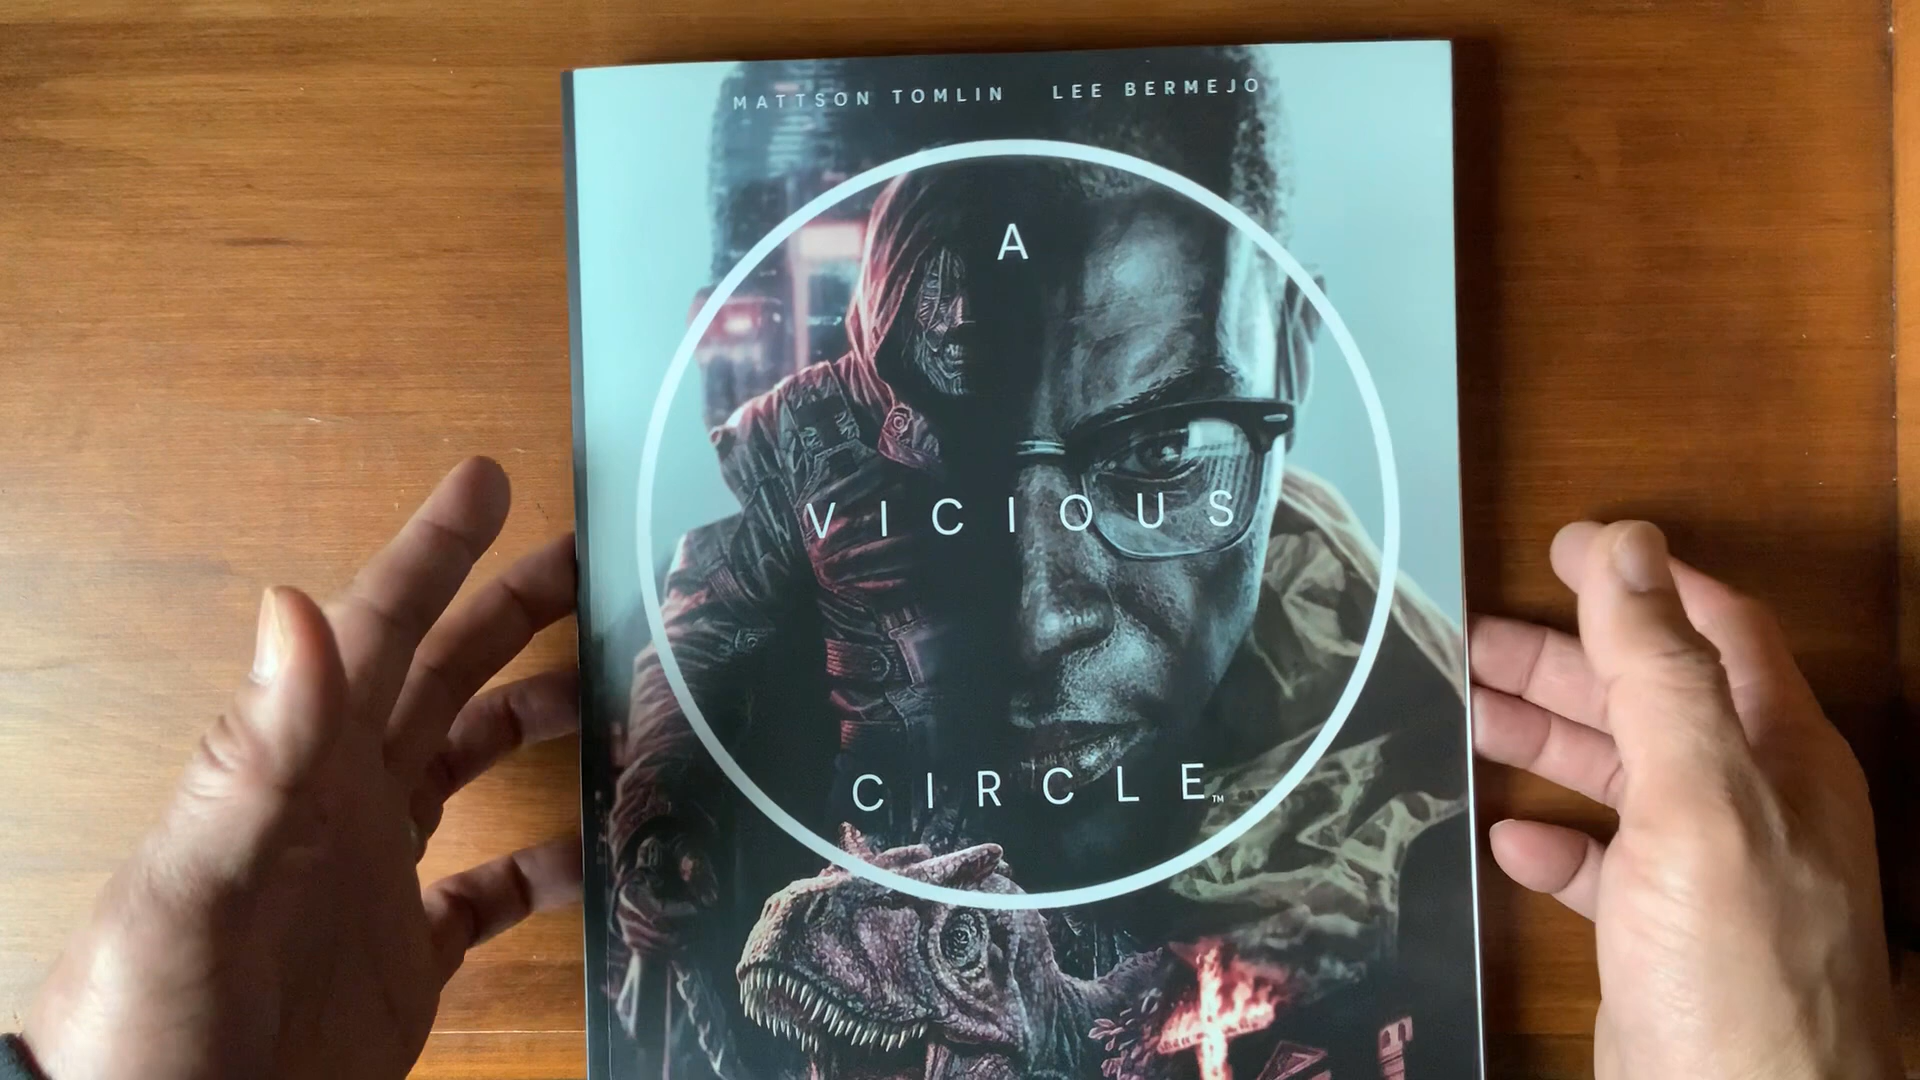 MATTSON TOMLIN LEE BERMEJO
A
VICIOUS
CIRCLE™